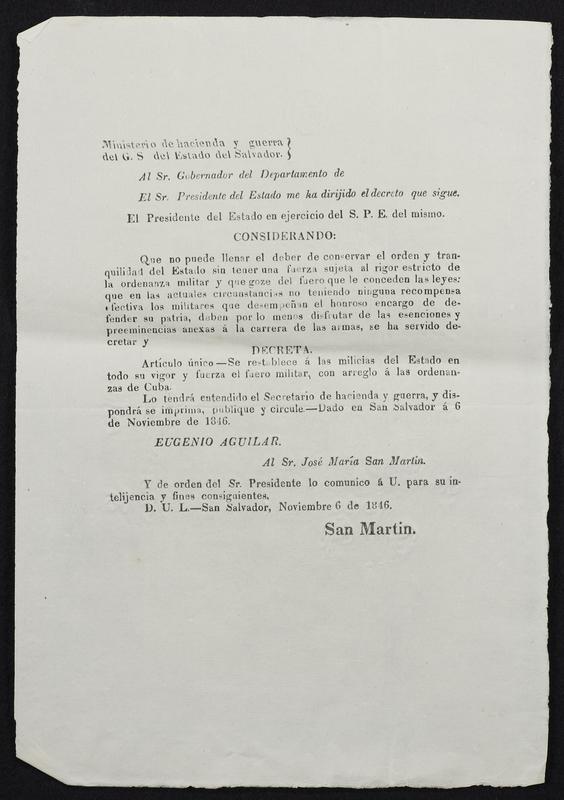 Ministerio de hacienda y guerra }
del G. S del Estado del Salvador. }
Al Sr. Gobernador del Departamento de
El Sr. Presidente del Estado me ha dirijido el decreto que sigue.
El Presidente del Estado en ejercicio del S. P. E. del mismo.
CONSIDERANDO:
Que no puede llenar el deber de conservar el orden y tran-
quilidad del Estado sin tener una fuerza sujeta al rigor estricto de
la ordenanza militar y que goze del fuero que le conceden las leyes:
que en las actuales circunstancias no teniendo ninguna recompensa
efectiva los militares que desempeñan el honroso encargo de de-
fender su patria, deben por lo menos disfrutar de las esenciones y
preeminencias anexas á la carrera de las armas, se ha servido de-
cretar y
DECRETA.
Artículo único—Se restablece á las milicias del Estado en
todo su vigor y fuerza el fuero militar, con arreglo á las ordenan-
zas de Cuba.
Lo tendrá entendido el Secretario de hacienda y guerra, y dis-
pondrá se imprima, publique y circule.—Dado en San Salvador á 6
de Noviembre de 1846.
EUGENIO AGUILAR.
Al Sr. José María San Martin.
Y de orden del Sr. Presidente lo comunico á U. para su in-
telijencia y fines consiguientes.
D. U. L.—San Salvador, Noviembre 6 de 1846.
San Martin.